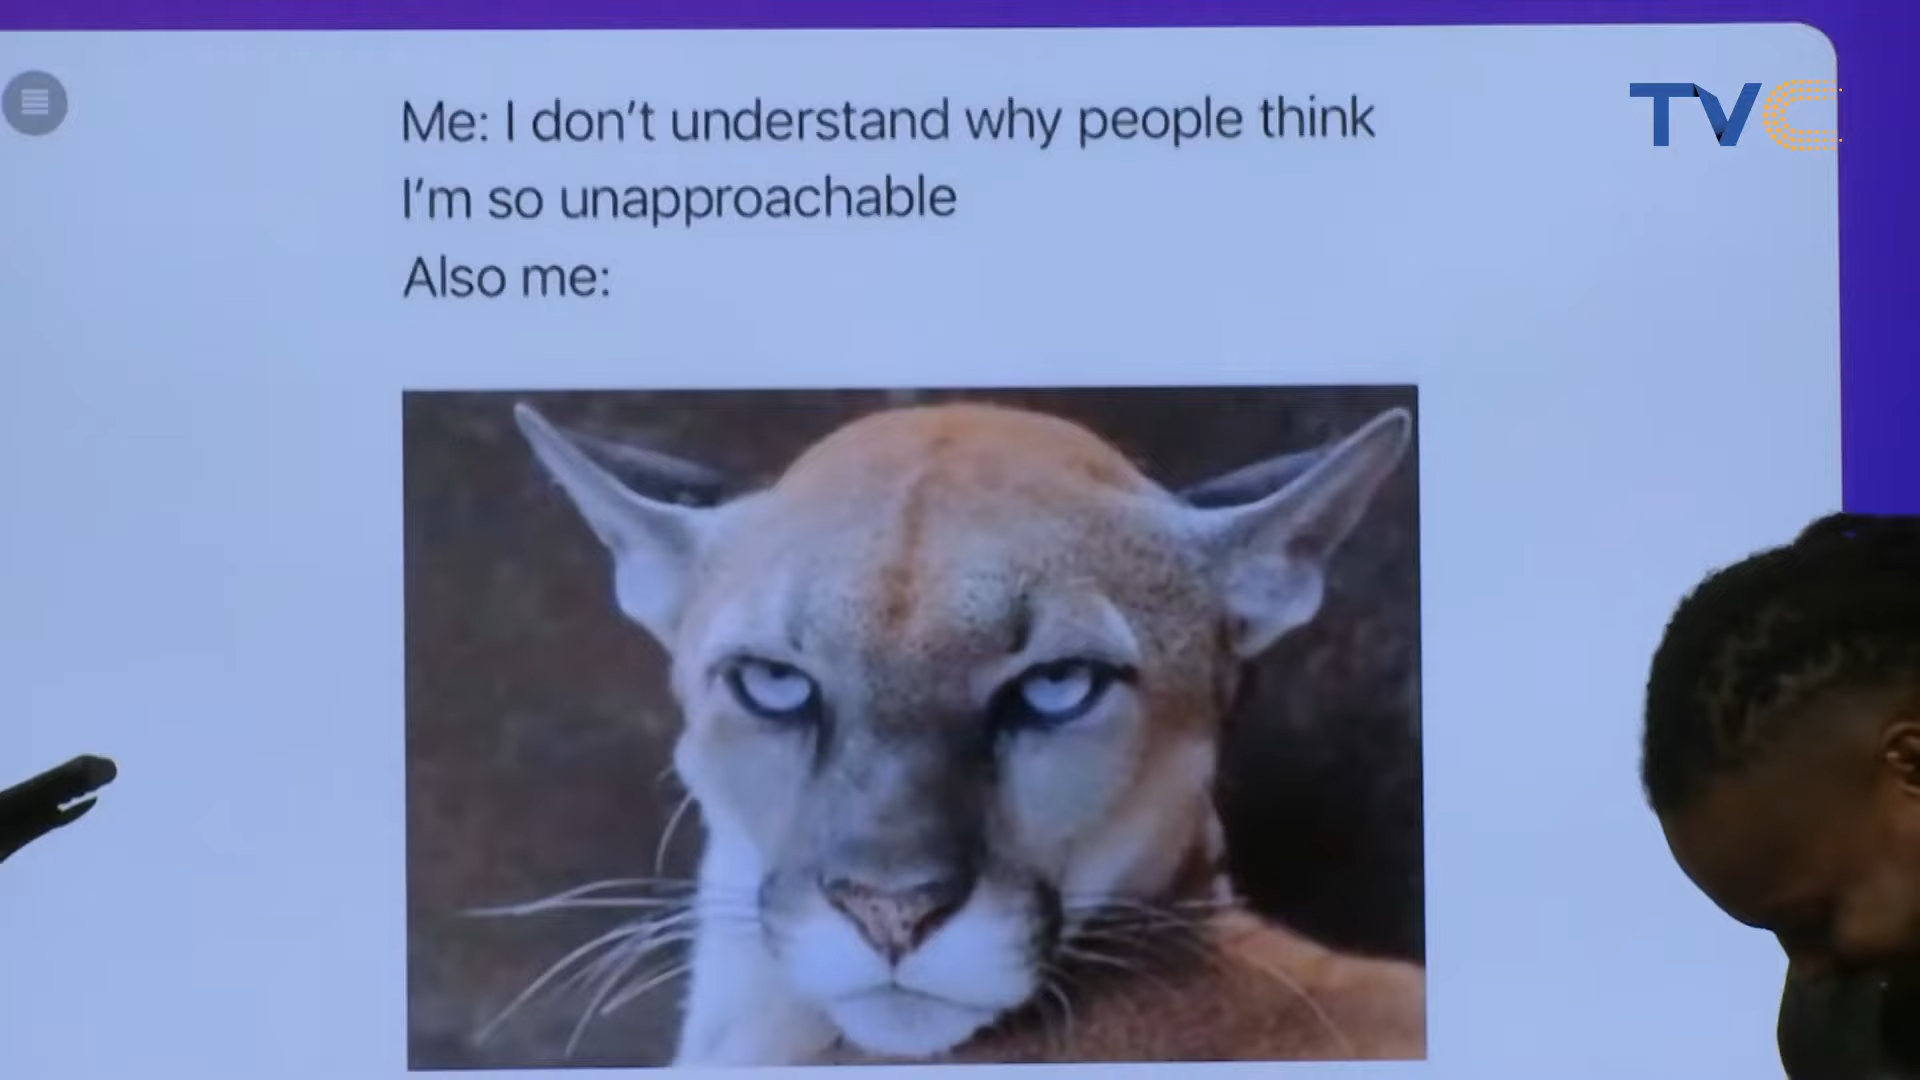 Me: I don’t understand why people think
I’m so unapproachable
Also me:
TVC